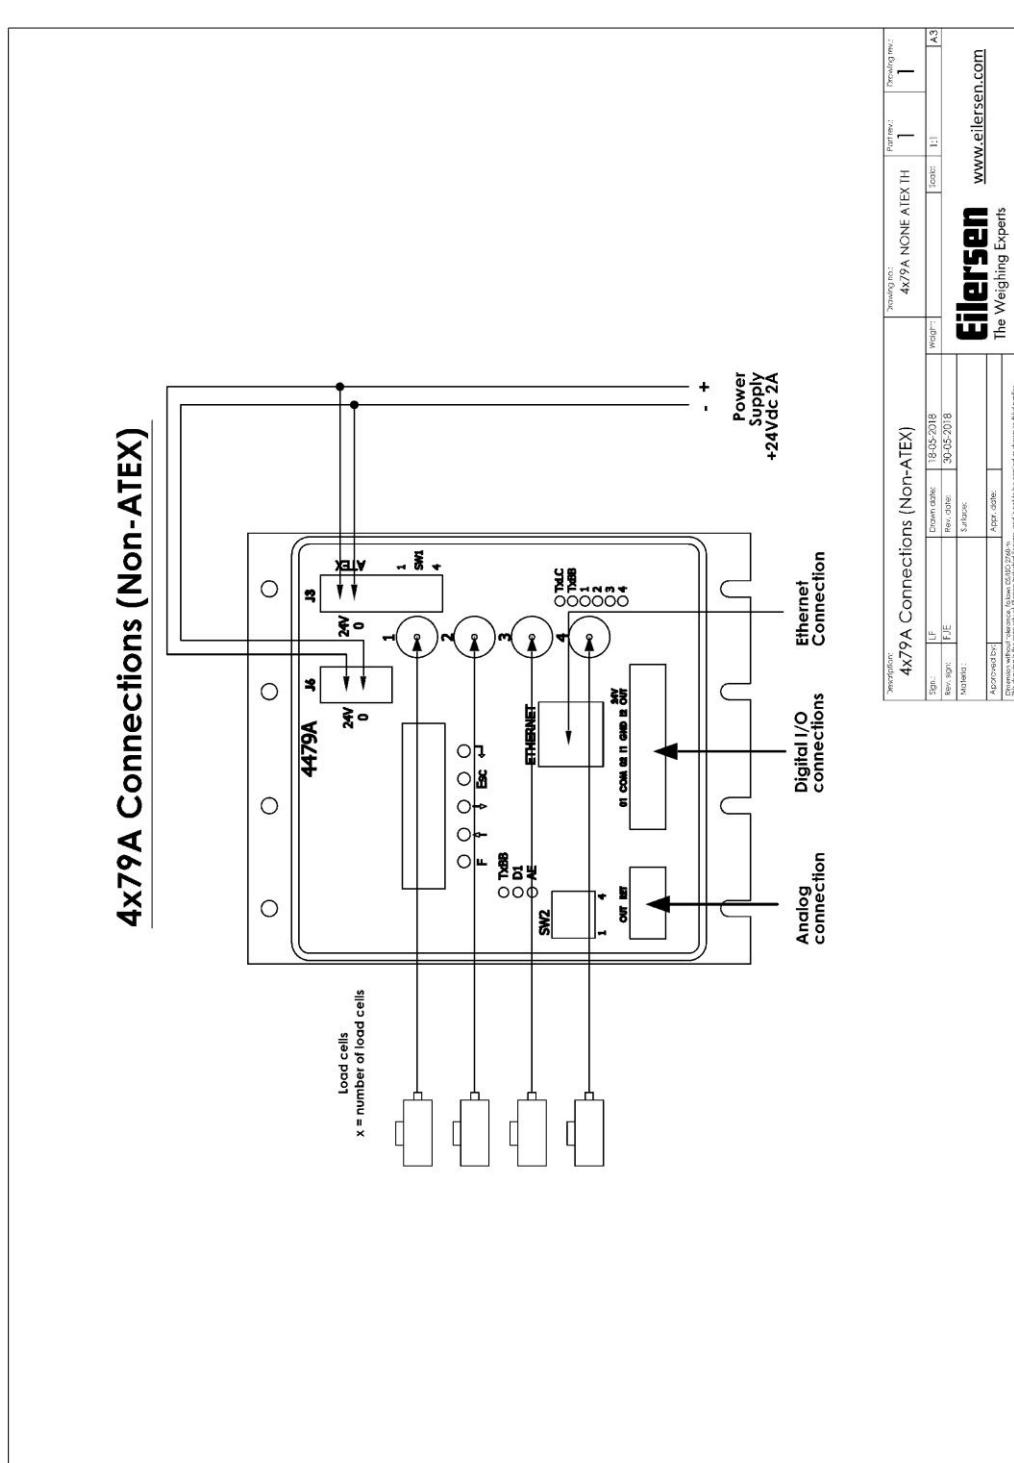 4x79A Connections (Non-ATEX)
Load cells
x = number of load cells
4479A
J6
24V
0
J3
24V
0
ATEX
1
SW1
4
1
2
3
4
F
Esc
TxBB
D1
AE
SW2
1
4
ETHERNET
TxLC
TxBB
1
2
3
4
OUT RET
O1 COM O2 I1 GND I2 OUT
24V
- +
Power
Supply
+24Vdc 2A
Ethernet
Connection
Digital I/O
connections
Analog
connection
Description:
4x79A Connections (Non-ATEX)
Drawing no.:
4x79A NONE ATEX TH
Part rev.:
1
Drawing rev.:
1
Sign.:
LF
Drawn date:
18-05-2018
Weight:
Scale:
1:1
A3
Rev. sign:
FJE
Rev. date:
30-05-2018
Material:
Surface:
Approved by:
Appr. date:
Eilersen
The Weighing Experts
www.eilersen.com